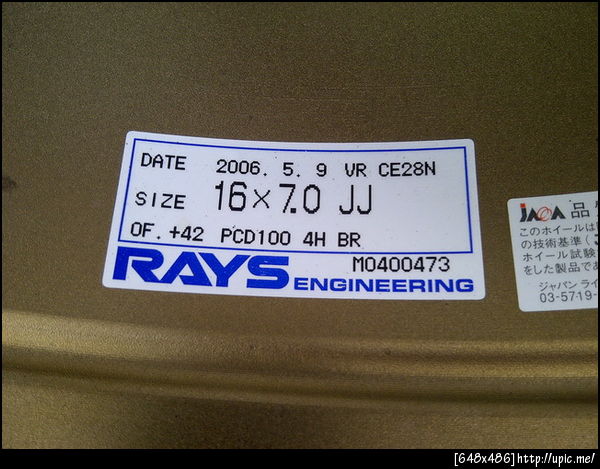 DATE 2006. 5. 9 VR CE28N
SIZE 16×7.0 JJ
OF. +42 PCD100 4H BR
RAYS ENGINEERING M0400473
JAWA 品
このホイールは
の技術基準(J
ホイール試験
をした製品であ
ジャパンライ
03-5719-
[648x486]http://upic.me/